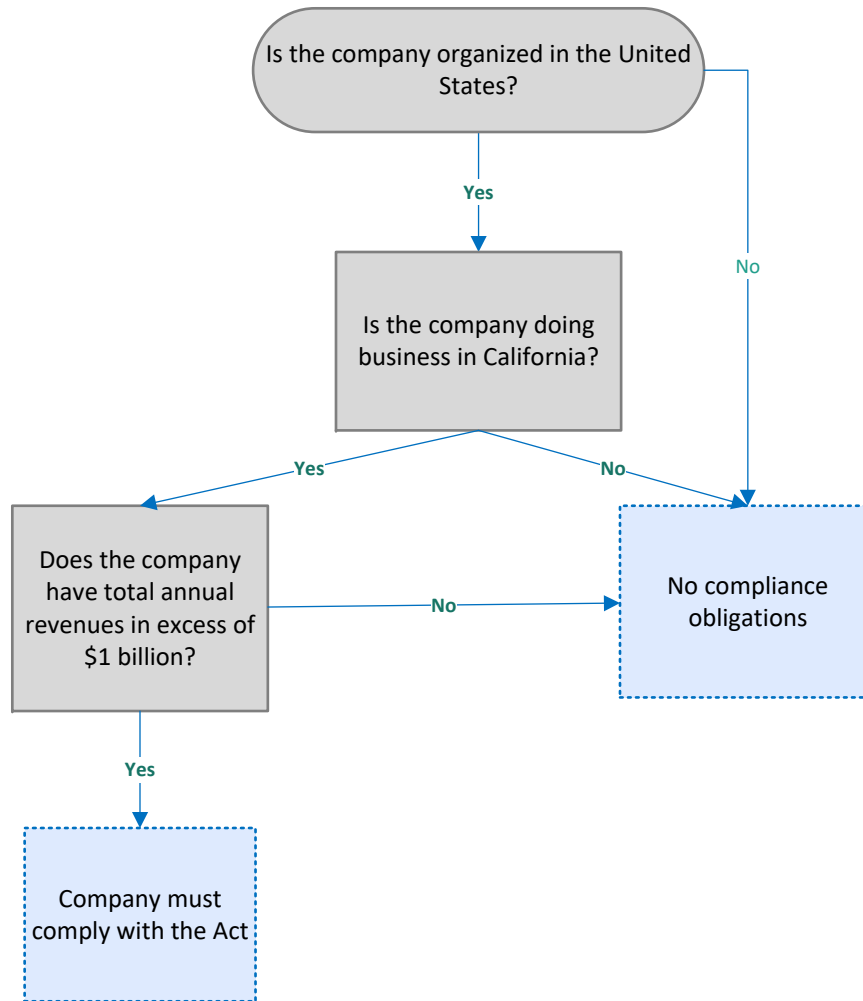 Is the company organized in the United
States?
Yes
No
Is the company doing
business in California?
Yes
No
Does the company
have total annual
revenues in excess of
$1 billion?
No
No compliance
obligations
Yes
Company must
comply with the Act